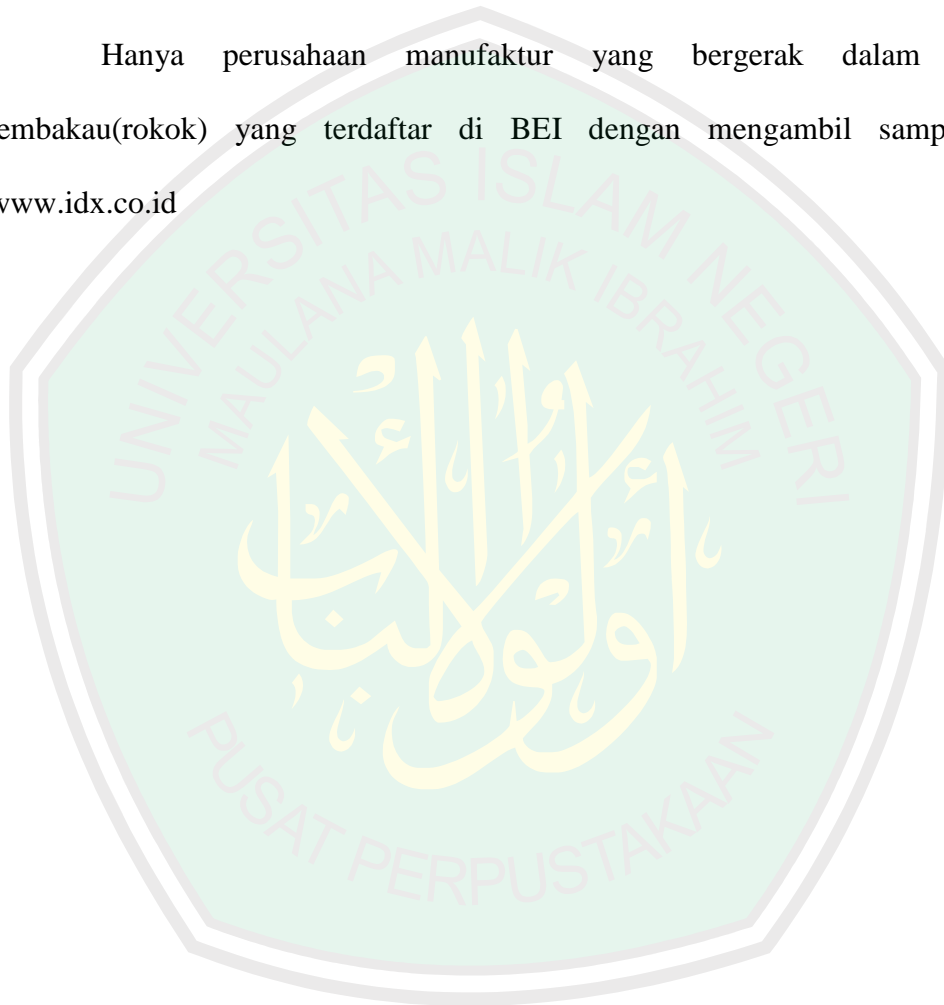 Hanya perusahaan manufaktur yang bergerak dalam
embakau(rokok) yang terdaftar di BEI dengan mengambil samp
www.idx.co.id
UNIVERSITAS ISLAM NEGERI
MAULANA MALIK IBRAHIM
أولوا الألباب
PUSAT PERPUSTAKAAN